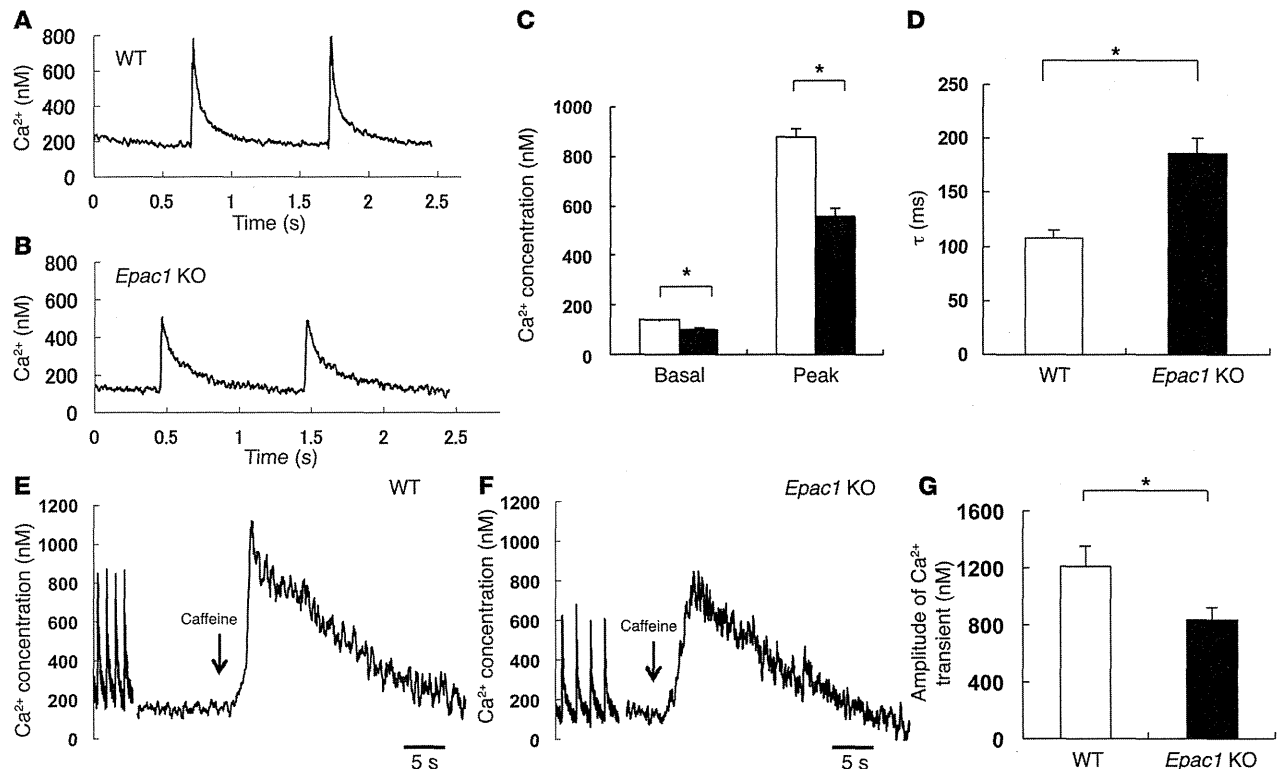 A
WT
Ca²⁺ (nM)
800
600
400
200
0
0 0.5 1 1.5 2 2.5
Time (s)
B
Epac1 KO
Ca²⁺ (nM)
800
600
400
200
0
0 0.5 1 1.5 2 2.5
Time (s)
C
Ca²⁺ concentration (nM)
1000
800
600
400
200
0
*
*
Basal Peak
D
τ (ms)
250
200
150
100
50
0
*
WT Epac1 KO
E
WT
Ca²⁺ concentration (nM)
1200
1000
800
600
400
200
0
Caffeine
5 s
F
Epac1 KO
Ca²⁺ concentration (nM)
1200
1000
800
600
400
200
0
Caffeine
5 s
G
Amplitude of Ca²⁺
transient (nM)
1600
1200
800
400
0
*
WT Epac1 KO